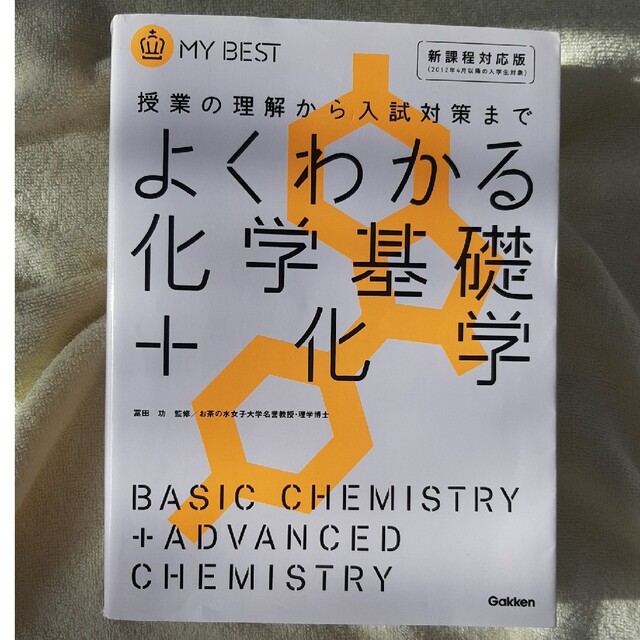 MY BEST
新課程対応版
(2012年4月以降の入学生対象)
授業の理解から入試対策まで
よくわかる
化学基礎
+化学
冨田 功 監修/お茶の水女子大学名誉教授・理学博士
BASIC CHEMISTRY
+ADVANCED
CHEMISTRY
Gakken